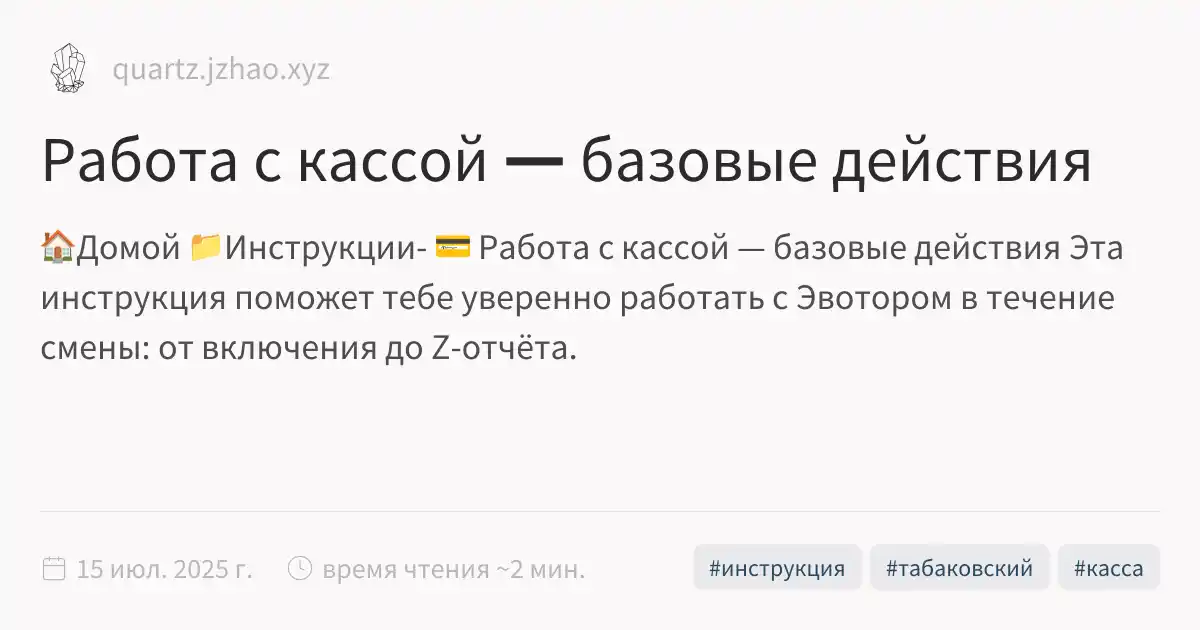 quartz.jzhao.xyz
Работа с кассой — базовые действия
🏠Домой 📁Инструкции- 💳 Работа с кассой — базовые действия Эта
инструкция поможет тебе уверенно работать с Эвотором в течение
смены: от включения до Z-отчёта.
15 июл. 2025 г. время чтения ~2 мин. #инструкция #табаковский #касса